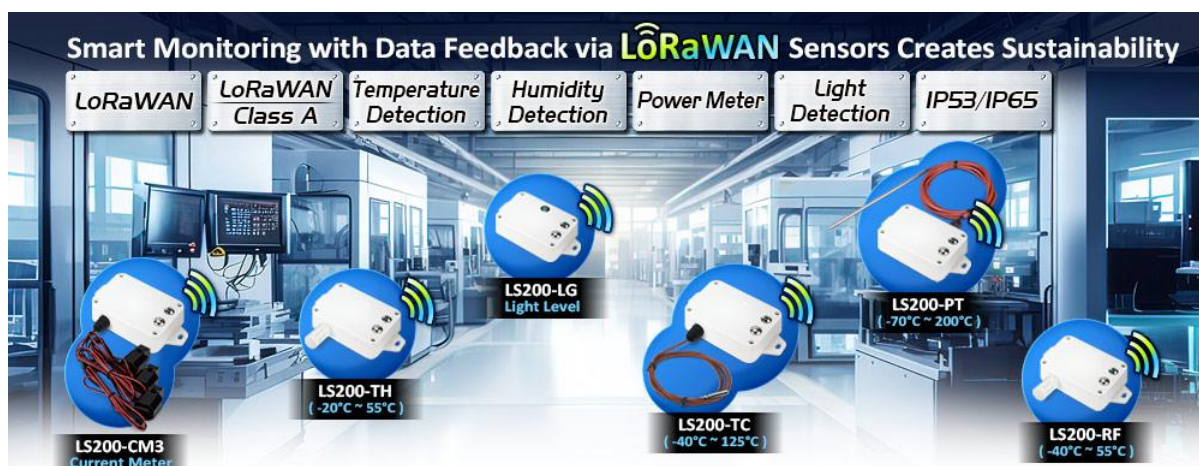 Smart Monitoring with Data Feedback via LoRaWAN Sensors Creates Sustainability
LoRaWAN
LoRaWAN
Class A
Temperature
Detection
Humidity
Detection
Power Meter
Light
Detection
IP53/IP65
LS200-CM3
Current Meter
LS200-TH
( -20°C ~ 55°C )
LS200-LG
Light Level
LS200-TC
( -40°C ~ 125°C )
LS200-PT
( -70°C ~ 200°C )
LS200-RF
( -40°C ~ 55°C )